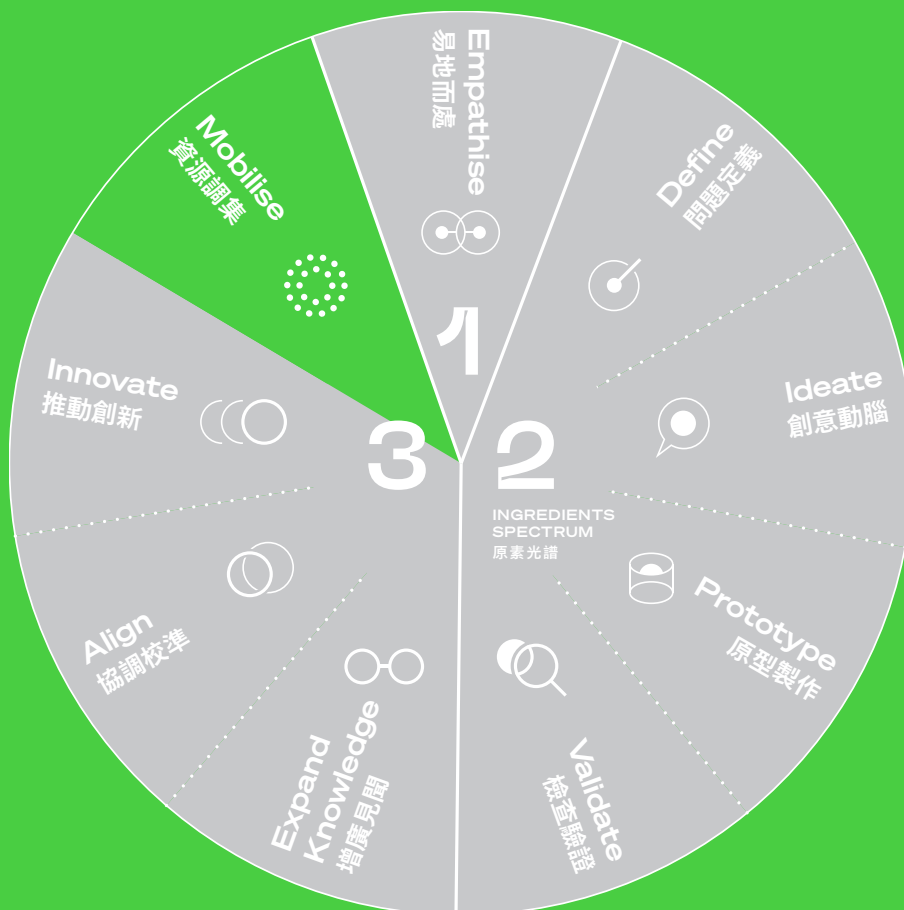 1
Empathise
易地而處
2
INGREDIENTS
SPECTRUM
原素光譜
Define
問題定義
Ideate
創意動腦
Prototype
原型製作
Validate
檢查驗證
3
Expand
Knowledge
增廣見聞
Align
協調校準
Innovate
推動創新
Mobilise
資源調集